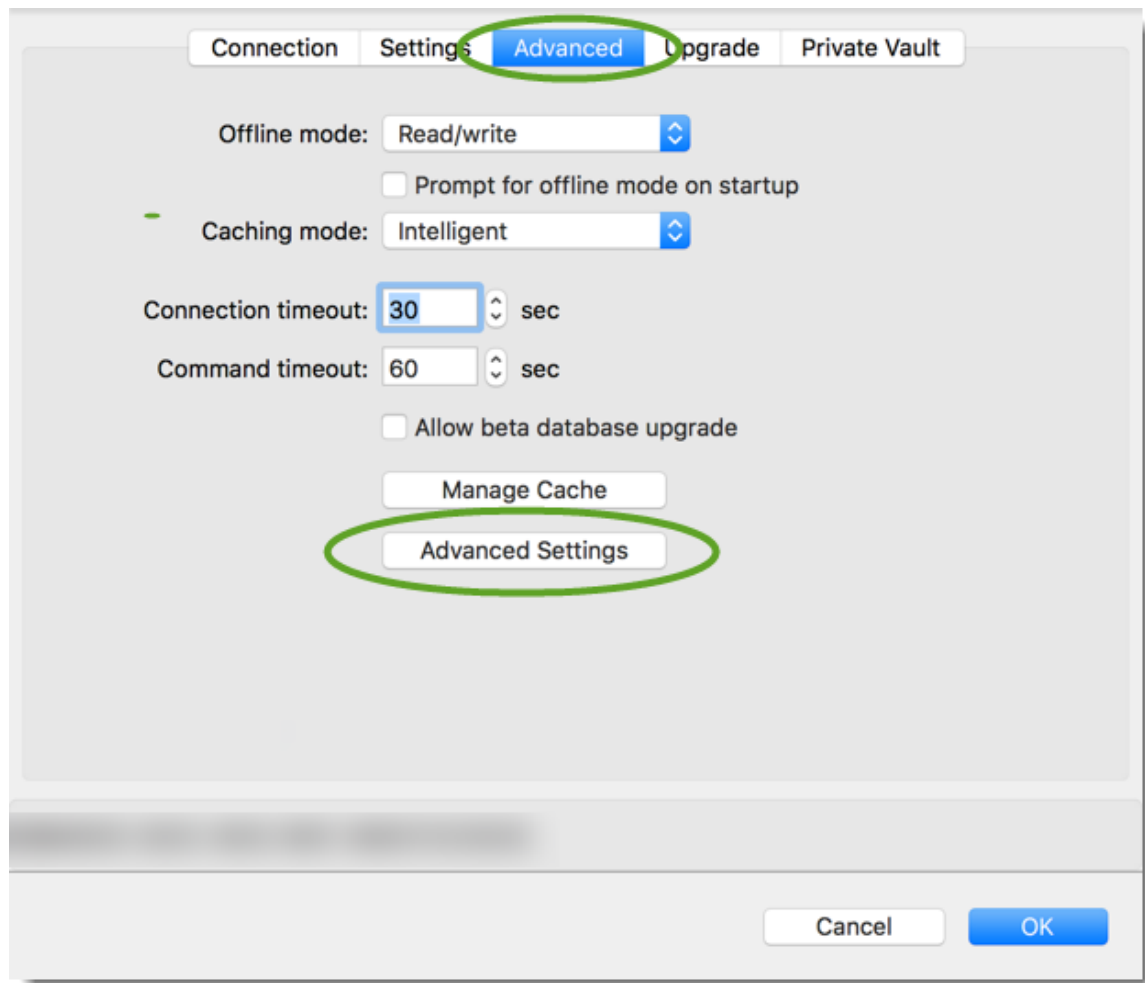 Connection Settings Advanced Upgrade Private Vault
Offline mode: Read/write
Prompt for offline mode on startup
Caching mode: Intelligent
Connection timeout: 30 sec
Command timeout: 60 sec
Allow beta database upgrade
Manage Cache
Advanced Settings
Cancel OK